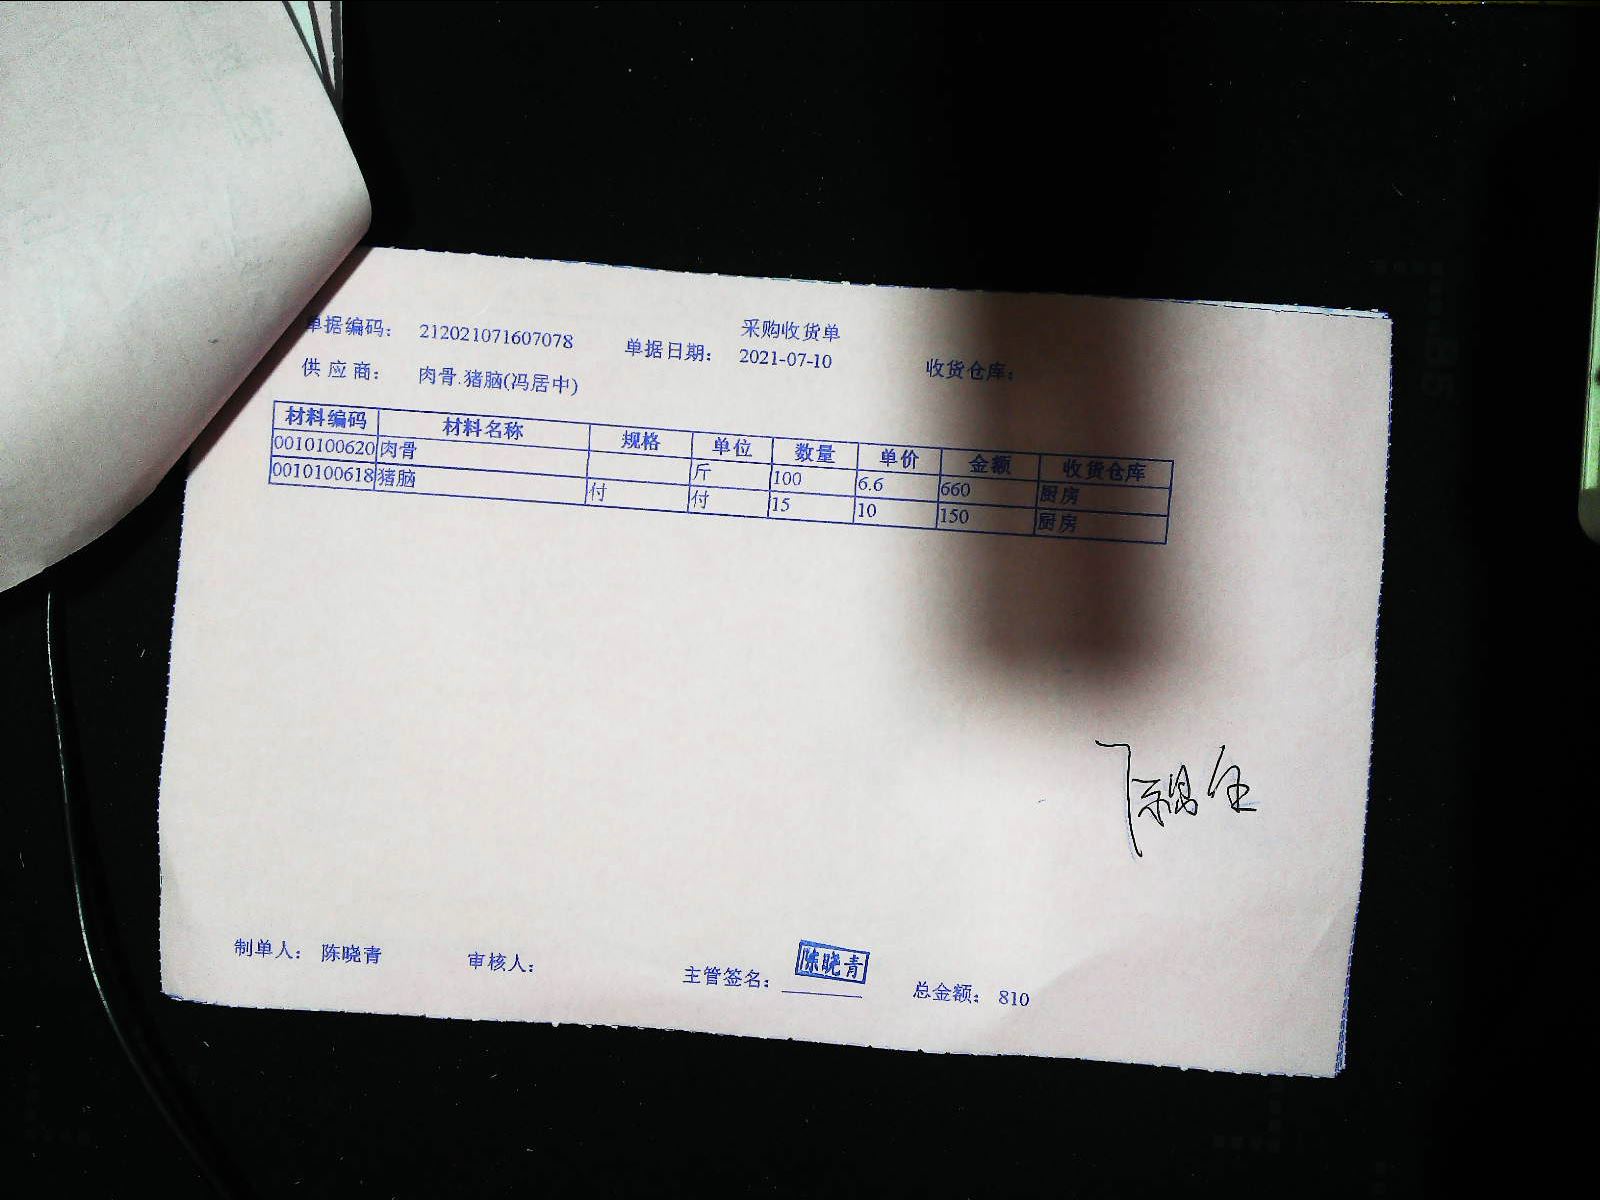 采购收货单
单据编码： 212021071607078 单据日期： 2021-07-10 收货仓库：
供 应 商： 肉骨.猪脑(冯居中)
材料编码 材料名称 规格 单位 数量 单价 金额 收货仓库
0010100620 肉骨 斤 100 6.6 660 厨房
0010100618 猪脑 付 付 15 10 150 厨房
制单人： 陈晓青 审核人： 主管签名： 陈晓青 总金额： 810